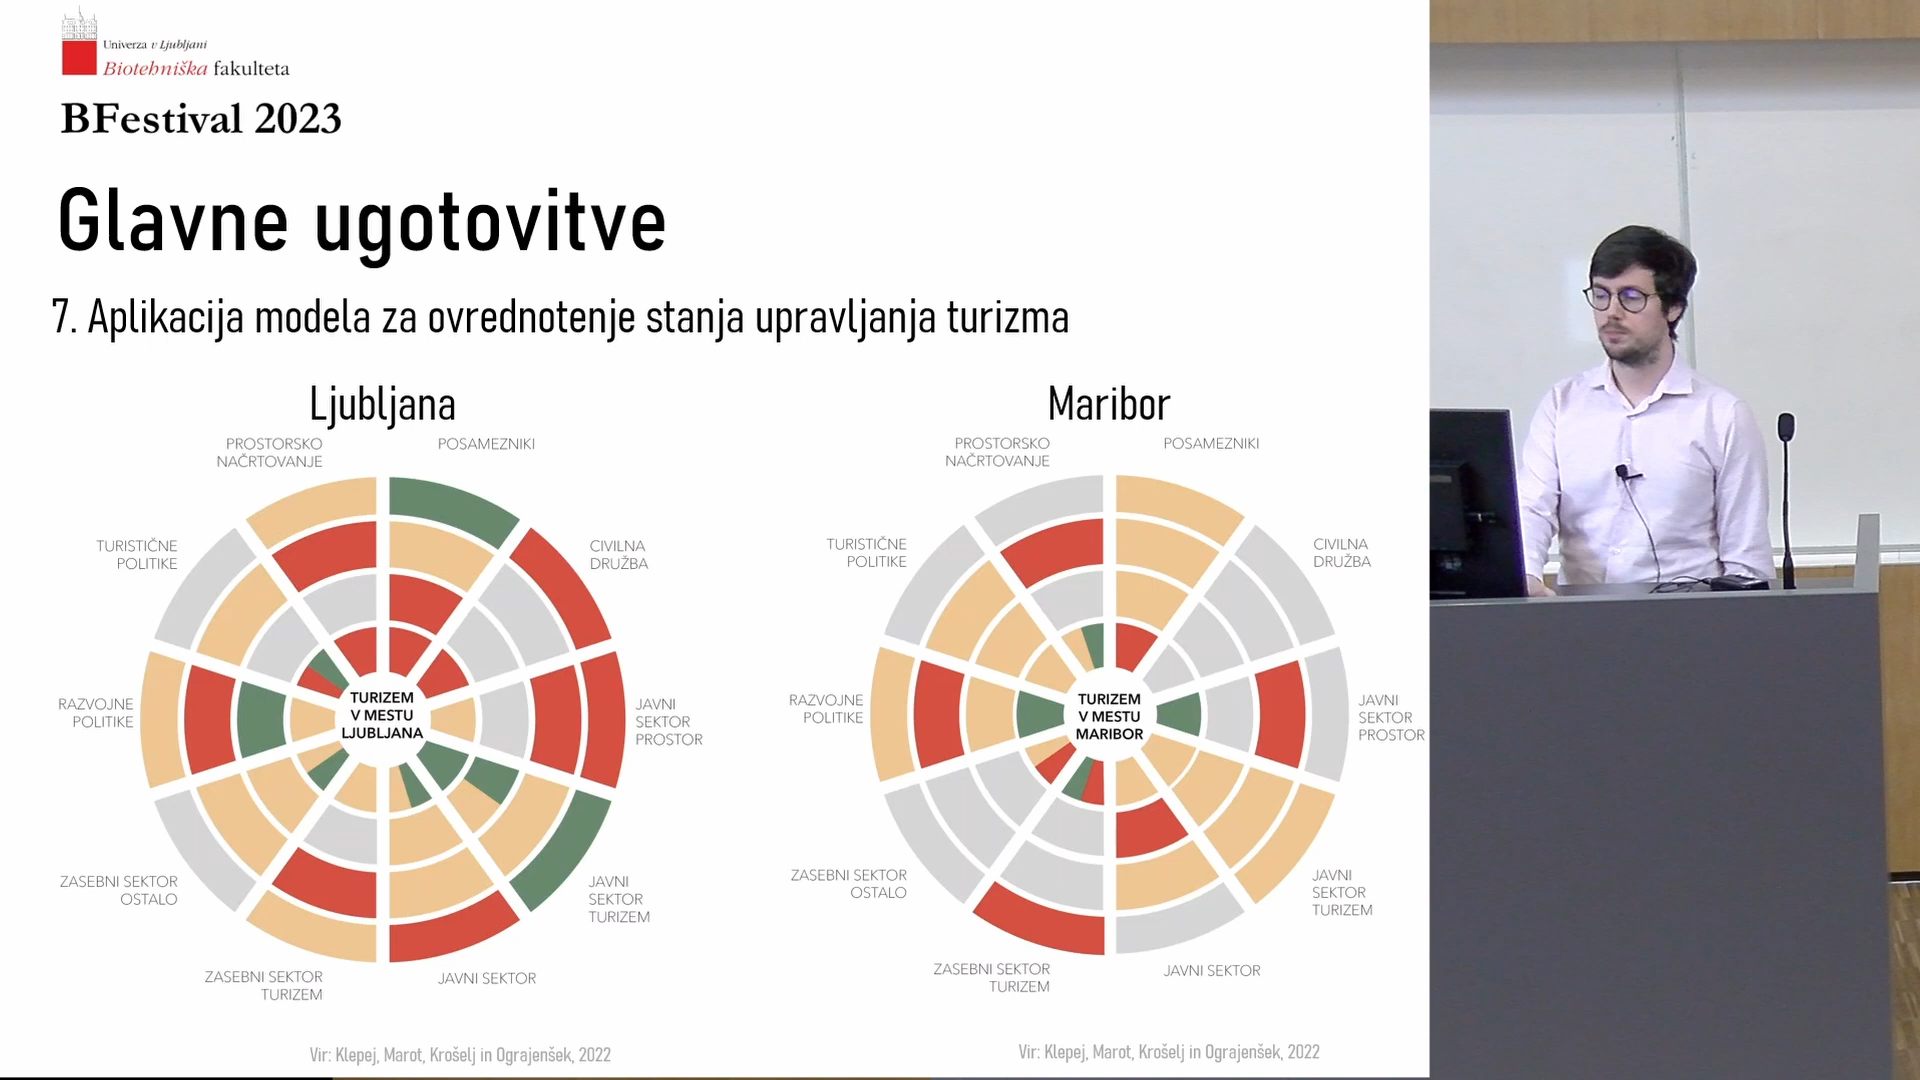 Univerza v Ljubljani
Biotehniška fakulteta
BFestival 2023
Glavne ugotovitve
7. Aplikacija modela za ovrednotenje stanja upravljanja turizma
Ljubljana
PROSTORSKO
NAČRTOVANJE
POSAMEZNIKI
TURISTIČNE
POLITIKE
CIVILNA
DRUŽBA
RAZVOJNE
POLITIKE
TURIZEM
V MESTU
LJUBLJANA
JAVNI
SEKTOR
PROSTOR
ZASEBNI SEKTOR
OSTALO
JAVNI
SEKTOR
TURIZEM
ZASEBNI SEKTOR
TURIZEM
JAVNI SEKTOR
Vir: Klepej, Marot, Krošelj in Ograjenšek, 2022
Maribor
PROSTORSKO
NAČRTOVANJE
POSAMEZNIKI
TURISTIČNE
POLITIKE
CIVILNA
DRUŽBA
RAZVOJNE
POLITIKE
TURIZEM
V MESTU
MARIBOR
JAVNI
SEKTOR
PROSTOR
ZASEBNI SEKTOR
OSTALO
JAVNI
SEKTOR
TURIZEM
ZASEBNI SEKTOR
TURIZEM
JAVNI SEKTOR
Vir: Klepej, Marot, Krošelj in Ograjenšek, 2022